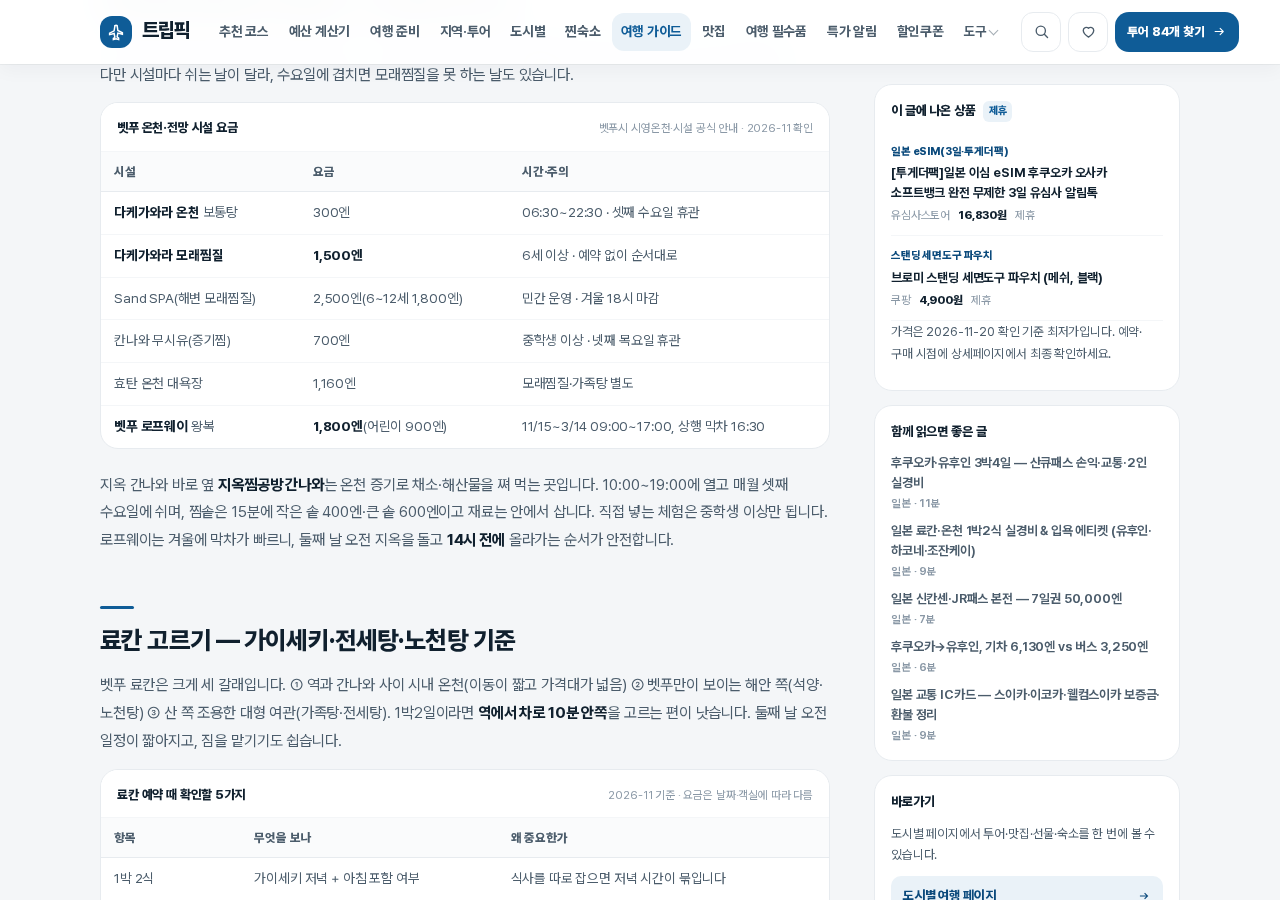 트립픽
추천 코스
예산 계산기
여행 준비
지역·투어
도시별
찐숙소
여행 가이드
맛집
여행 필수품
특가 알림
할인쿠폰
도구
투어 84개 찾기 →
다만 시설마다 쉬는 날이 달라, 수요일에 겹치면 모래찜질을 못 하는 날도 있습니다.
벳푸 온천·전망 시설 요금
벳푸시 시영온천·시설 공식 안내 · 2026-11 확인
시설 요금 시간·주의
다케가와라 온천 보통탕 300엔 06:30~22:30 · 셋째 수요일 휴관
다케가와라 모래찜질 1,500엔 6세 이상 · 예약 없이 순서대로
Sand SPA(해변 모래찜질) 2,500엔(6~12세 1,800엔) 민간 운영 · 겨울 18시 마감
칸나와 무시유(증기찜) 700엔 중학생 이상 · 넷째 목요일 휴관
효탄 온천 대욕장 1,160엔 모래찜질·가족탕 별도
벳푸 로프웨이 왕복 1,800엔(어린이 900엔) 11/15~3/14 09:00~17:00, 상행 막차 16:30
지옥 간나와 바로 옆 지옥찜공방 간나와는 온천 증기로 채소·해산물을 쪄 먹는 곳입니다. 10:00~19:00에 열고 매월 셋째
수요일에 쉬며, 찜솥은 15분에 작은 솥 400엔·큰 솥 600엔이고 재료는 안에서 삽니다. 직접 넣는 체험은 중학생 이상만 됩니다.
로프웨이는 겨울에 막차가 빠르니, 둘째 날 오전 지옥을 돌고 14시 전에 올라가는 순서가 안전합니다.
료칸 고르기 — 가이세키·전세탕·노천탕 기준
벳푸 료칸은 크게 세 갈래입니다. ① 역과 간나와 사이 시내 온천(이동이 짧고 가격대가 넓음) ② 벳푸만이 보이는 해안 쪽(석양·
노천탕) ③ 산 쪽 조용한 대형 여관(가족탕·전세탕). 1박2일이라면 역에서 차로 10분 안쪽을 고르는 편이 낫습니다. 둘째 날 오전
일정이 짧아지고, 짐을 맡기기도 쉽습니다.
료칸 예약 때 확인할 5가지
2026-11 기준 · 요금은 날짜·객실에 따라 다름
항목 무엇을 보나 왜 중요한가
1박 2식 가이세키 저녁 + 아침 포함 여부 식사를 따로 잡으면 저녁 시간이 묶입니다
이 글에 나온 상품 제휴
일본 eSIM(3일·투게더팩)
[투게더팩]일본 이심 eSIM 후쿠오카 오사카
소프트뱅크 완전 무제한 3일 유심사 알림톡
유심사스토어 16,830원 제휴
스탠딩 세면도구 파우치
브로미 스탠딩 세면도구 파우치 (메쉬, 블랙)
쿠팡 4,900원 제휴
가격은 2026-11-20 확인 기준 최저가입니다. 예약·
구매 시점에 상세페이지에서 최종 확인하세요.
함께 읽으면 좋은 글
후쿠오카·유후인 3박4일 — 산큐패스 손익·교통·2인
실경비
일본 · 11분
일본 료칸·온천 1박2식 실경비 & 입욕 에티켓 (유후인·
하코네·조잔케이)
일본 · 9분
일본 신칸센·JR패스 본전 — 7일권 50,000엔
일본 · 7분
후쿠오카→유후인, 기차 6,130엔 vs 버스 3,250엔
일본 · 6분
일본 교통 IC카드 — 스이카·이코카·웰컴스이카 보증금·
환불 정리
일본 · 9분
바로가기
도시별 페이지에서 투어·맛집·선물·숙소를 한 번에 볼 수
있습니다.
도시별 여행 페이지 →